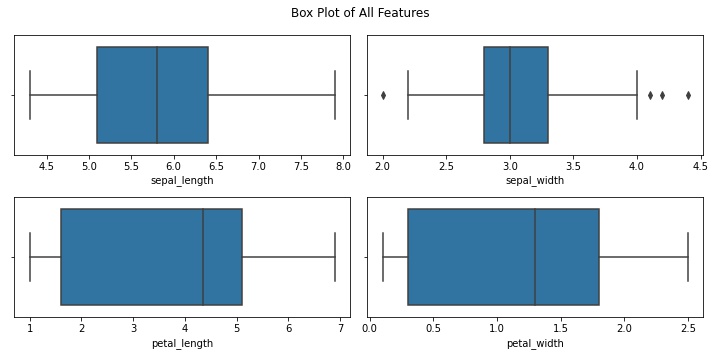 Box Plot of All Features
4.5 5.0 5.5 6.0 6.5 7.0 7.5 8.0
sepal_length
2.0 2.5 3.0 3.5 4.0 4.5
sepal_width
1 2 3 4 5 6 7
petal_length
0.0 0.5 1.0 1.5 2.0 2.5
petal_width